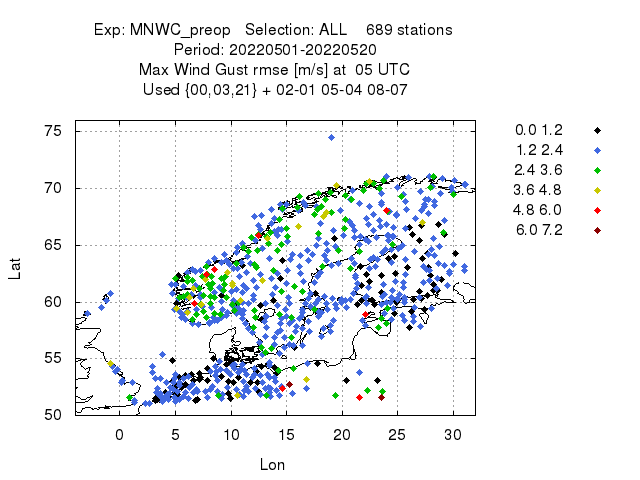 Exp: MNWC_preop   Selection: ALL    689 stations
Period: 20220501-20220520
Max Wind Gust rmse [m/s] at  05 UTC
Used {00,03,21} + 02-01 05-04 08-07
75
70
65
60
55
50
Lat
0 5 10 15 20 25 30
Lon
0.0 1.2
1.2 2.4
2.4 3.6
3.6 4.8
4.8 6.0
6.0 7.2